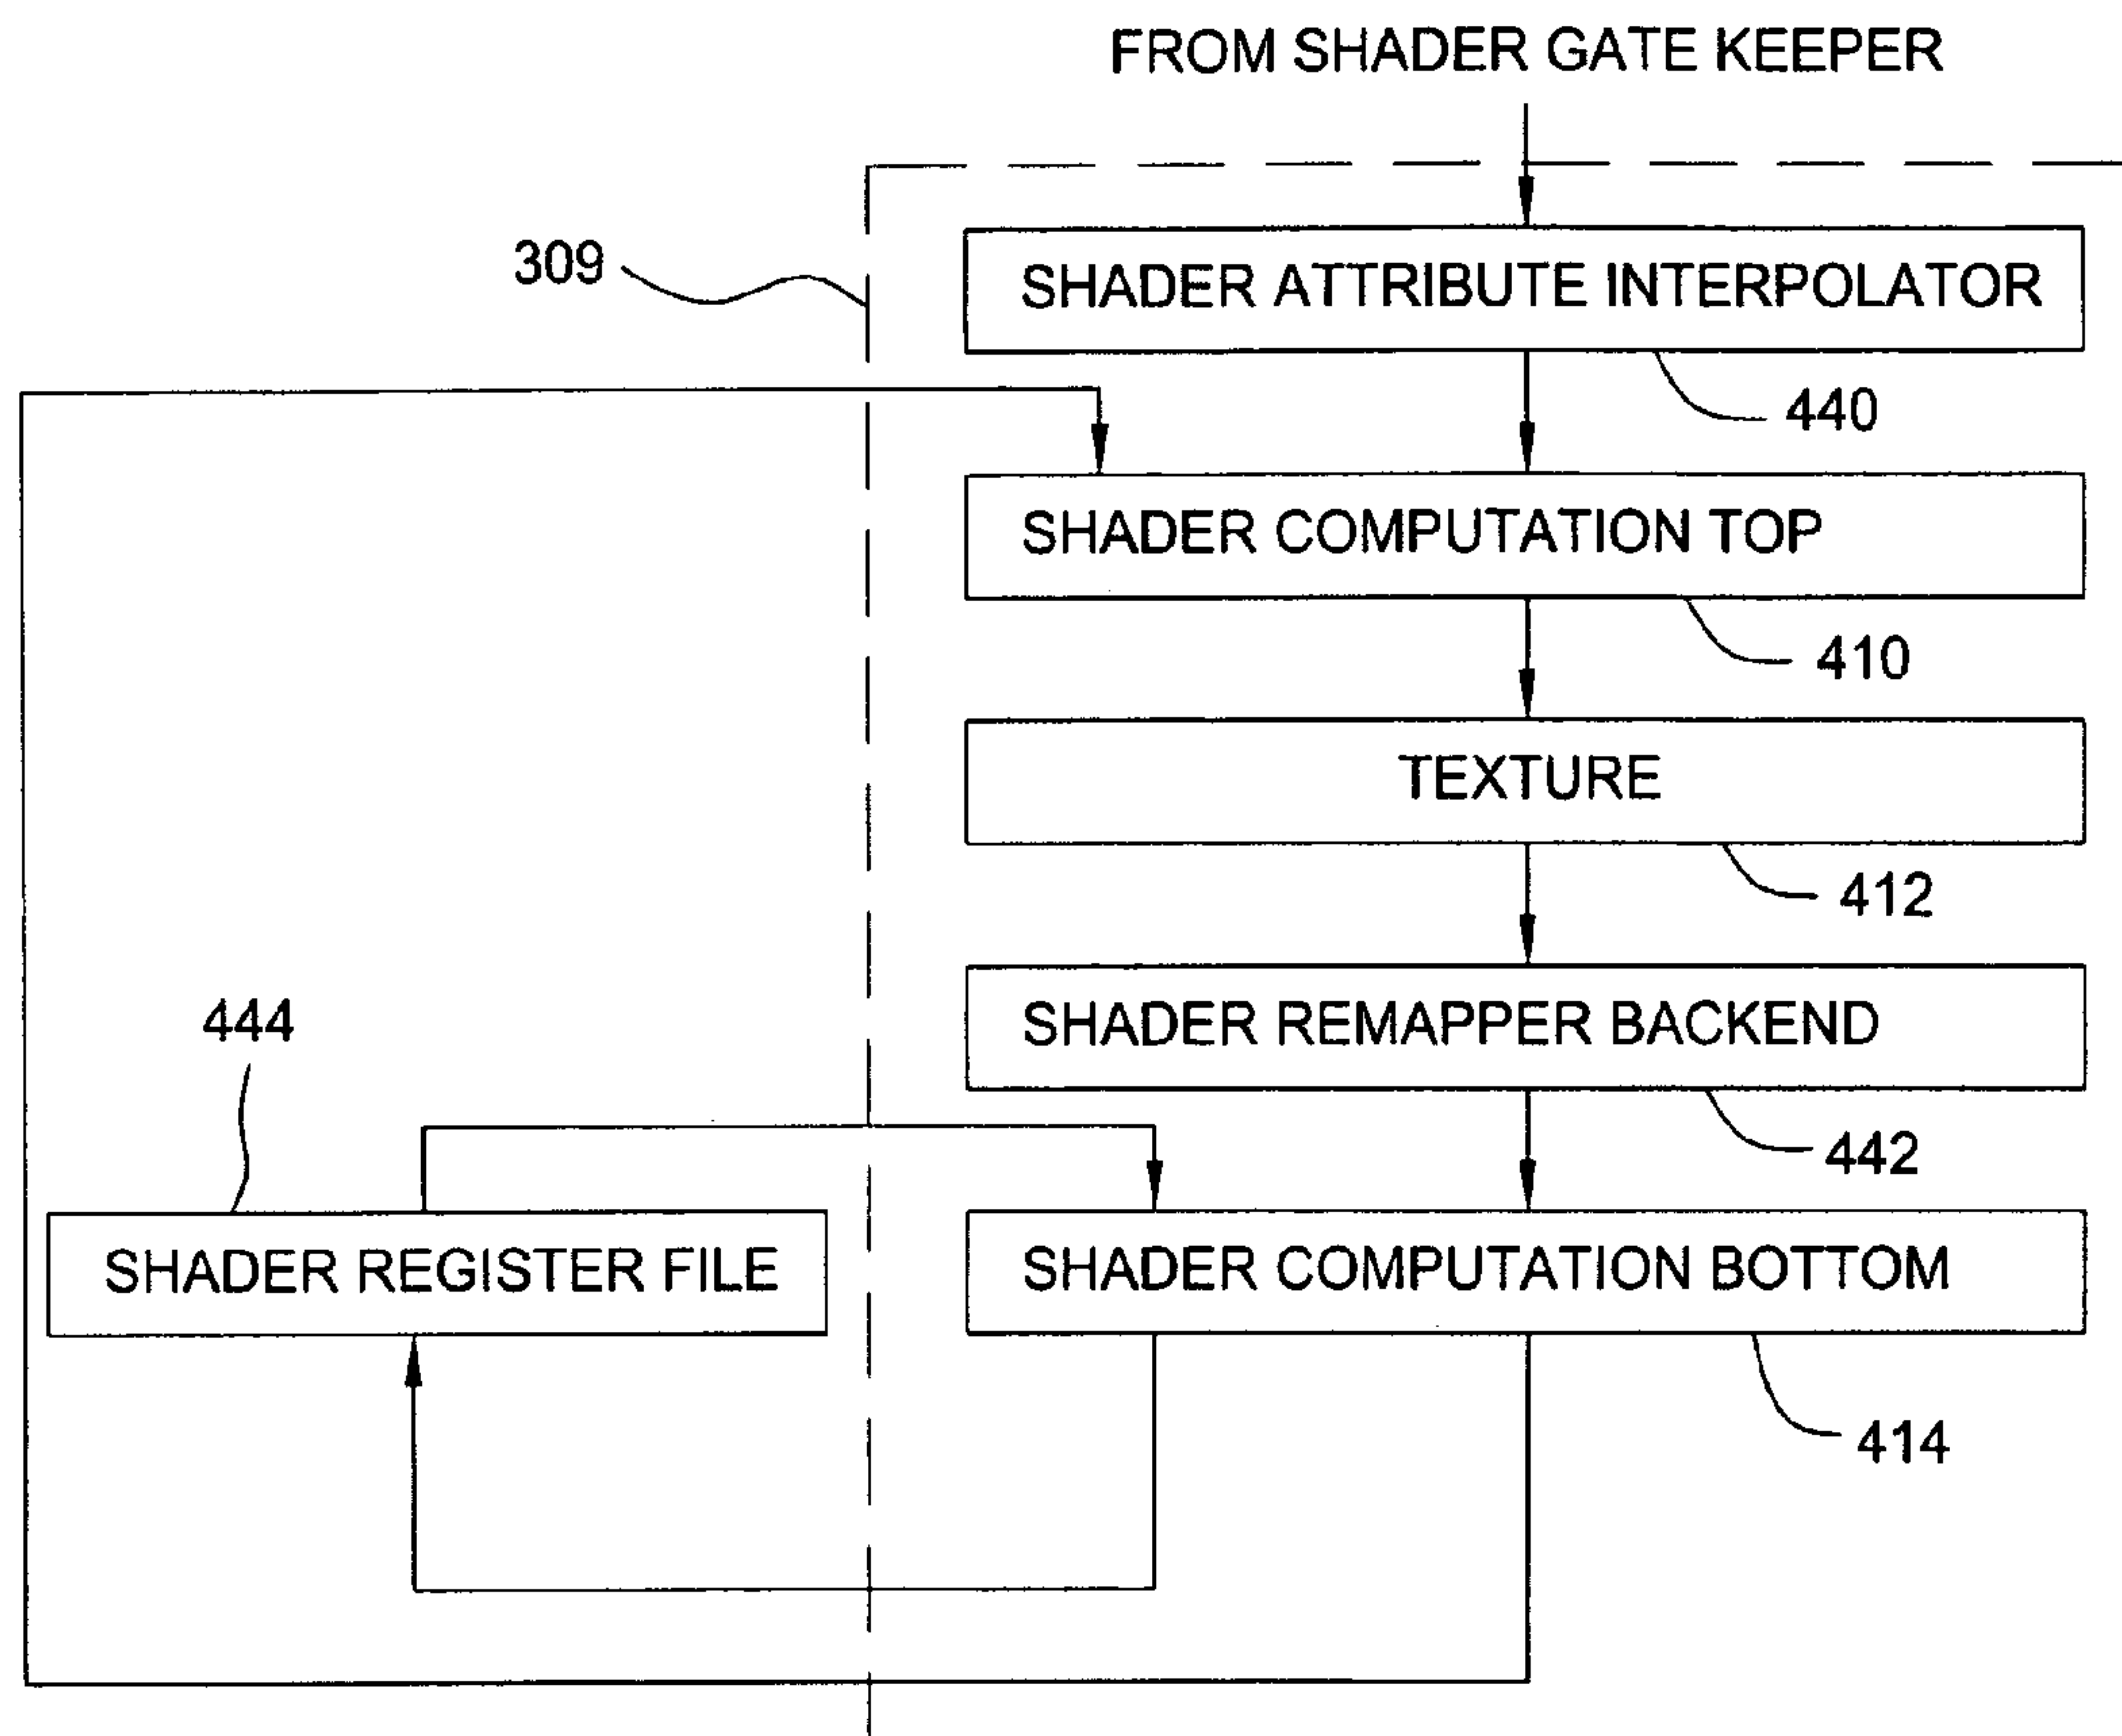 FROM SHADER GATE KEEPER
309
SHADER ATTRIBUTE INTERPOLATOR
440
SHADER COMPUTATION TOP
410
TEXTURE
412
SHADER REMAPPER BACKEND
442
444
SHADER REGISTER FILE
SHADER COMPUTATION BOTTOM
414